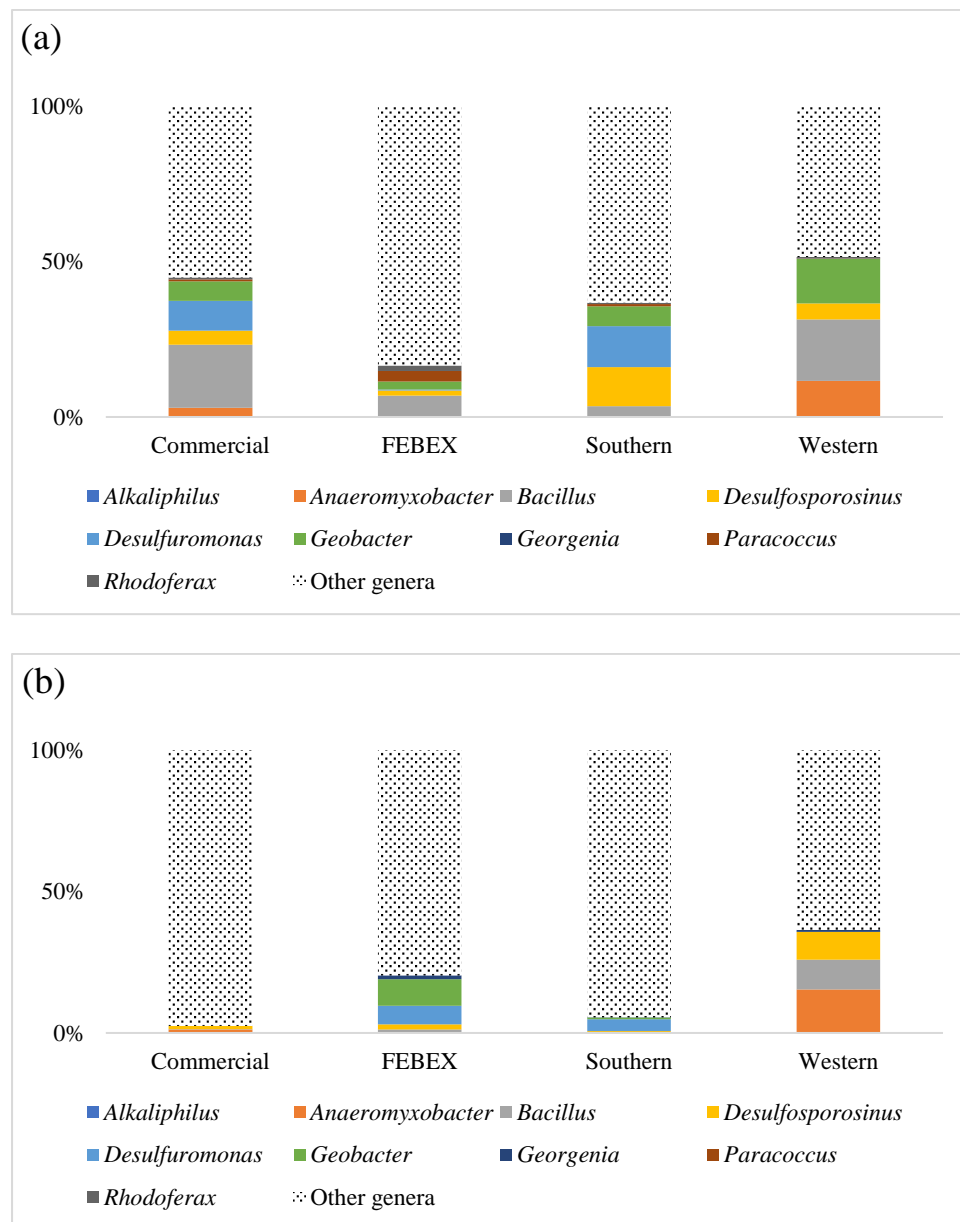 (a)
100%
50%
0%
Commercial FEBEX Southern Western
Alkaliphilus Anaeromyxobacter Bacillus Desulfosporosinus
Desulfuromonas Geobacter Georgenia Paracoccus
Rhodoferax Other genera
(b)
100%
50%
0%
Commercial FEBEX Southern Western
Alkaliphilus Anaeromyxobacter Bacillus Desulfosporosinus
Desulfuromonas Geobacter Georgenia Paracoccus
Rhodoferax Other genera